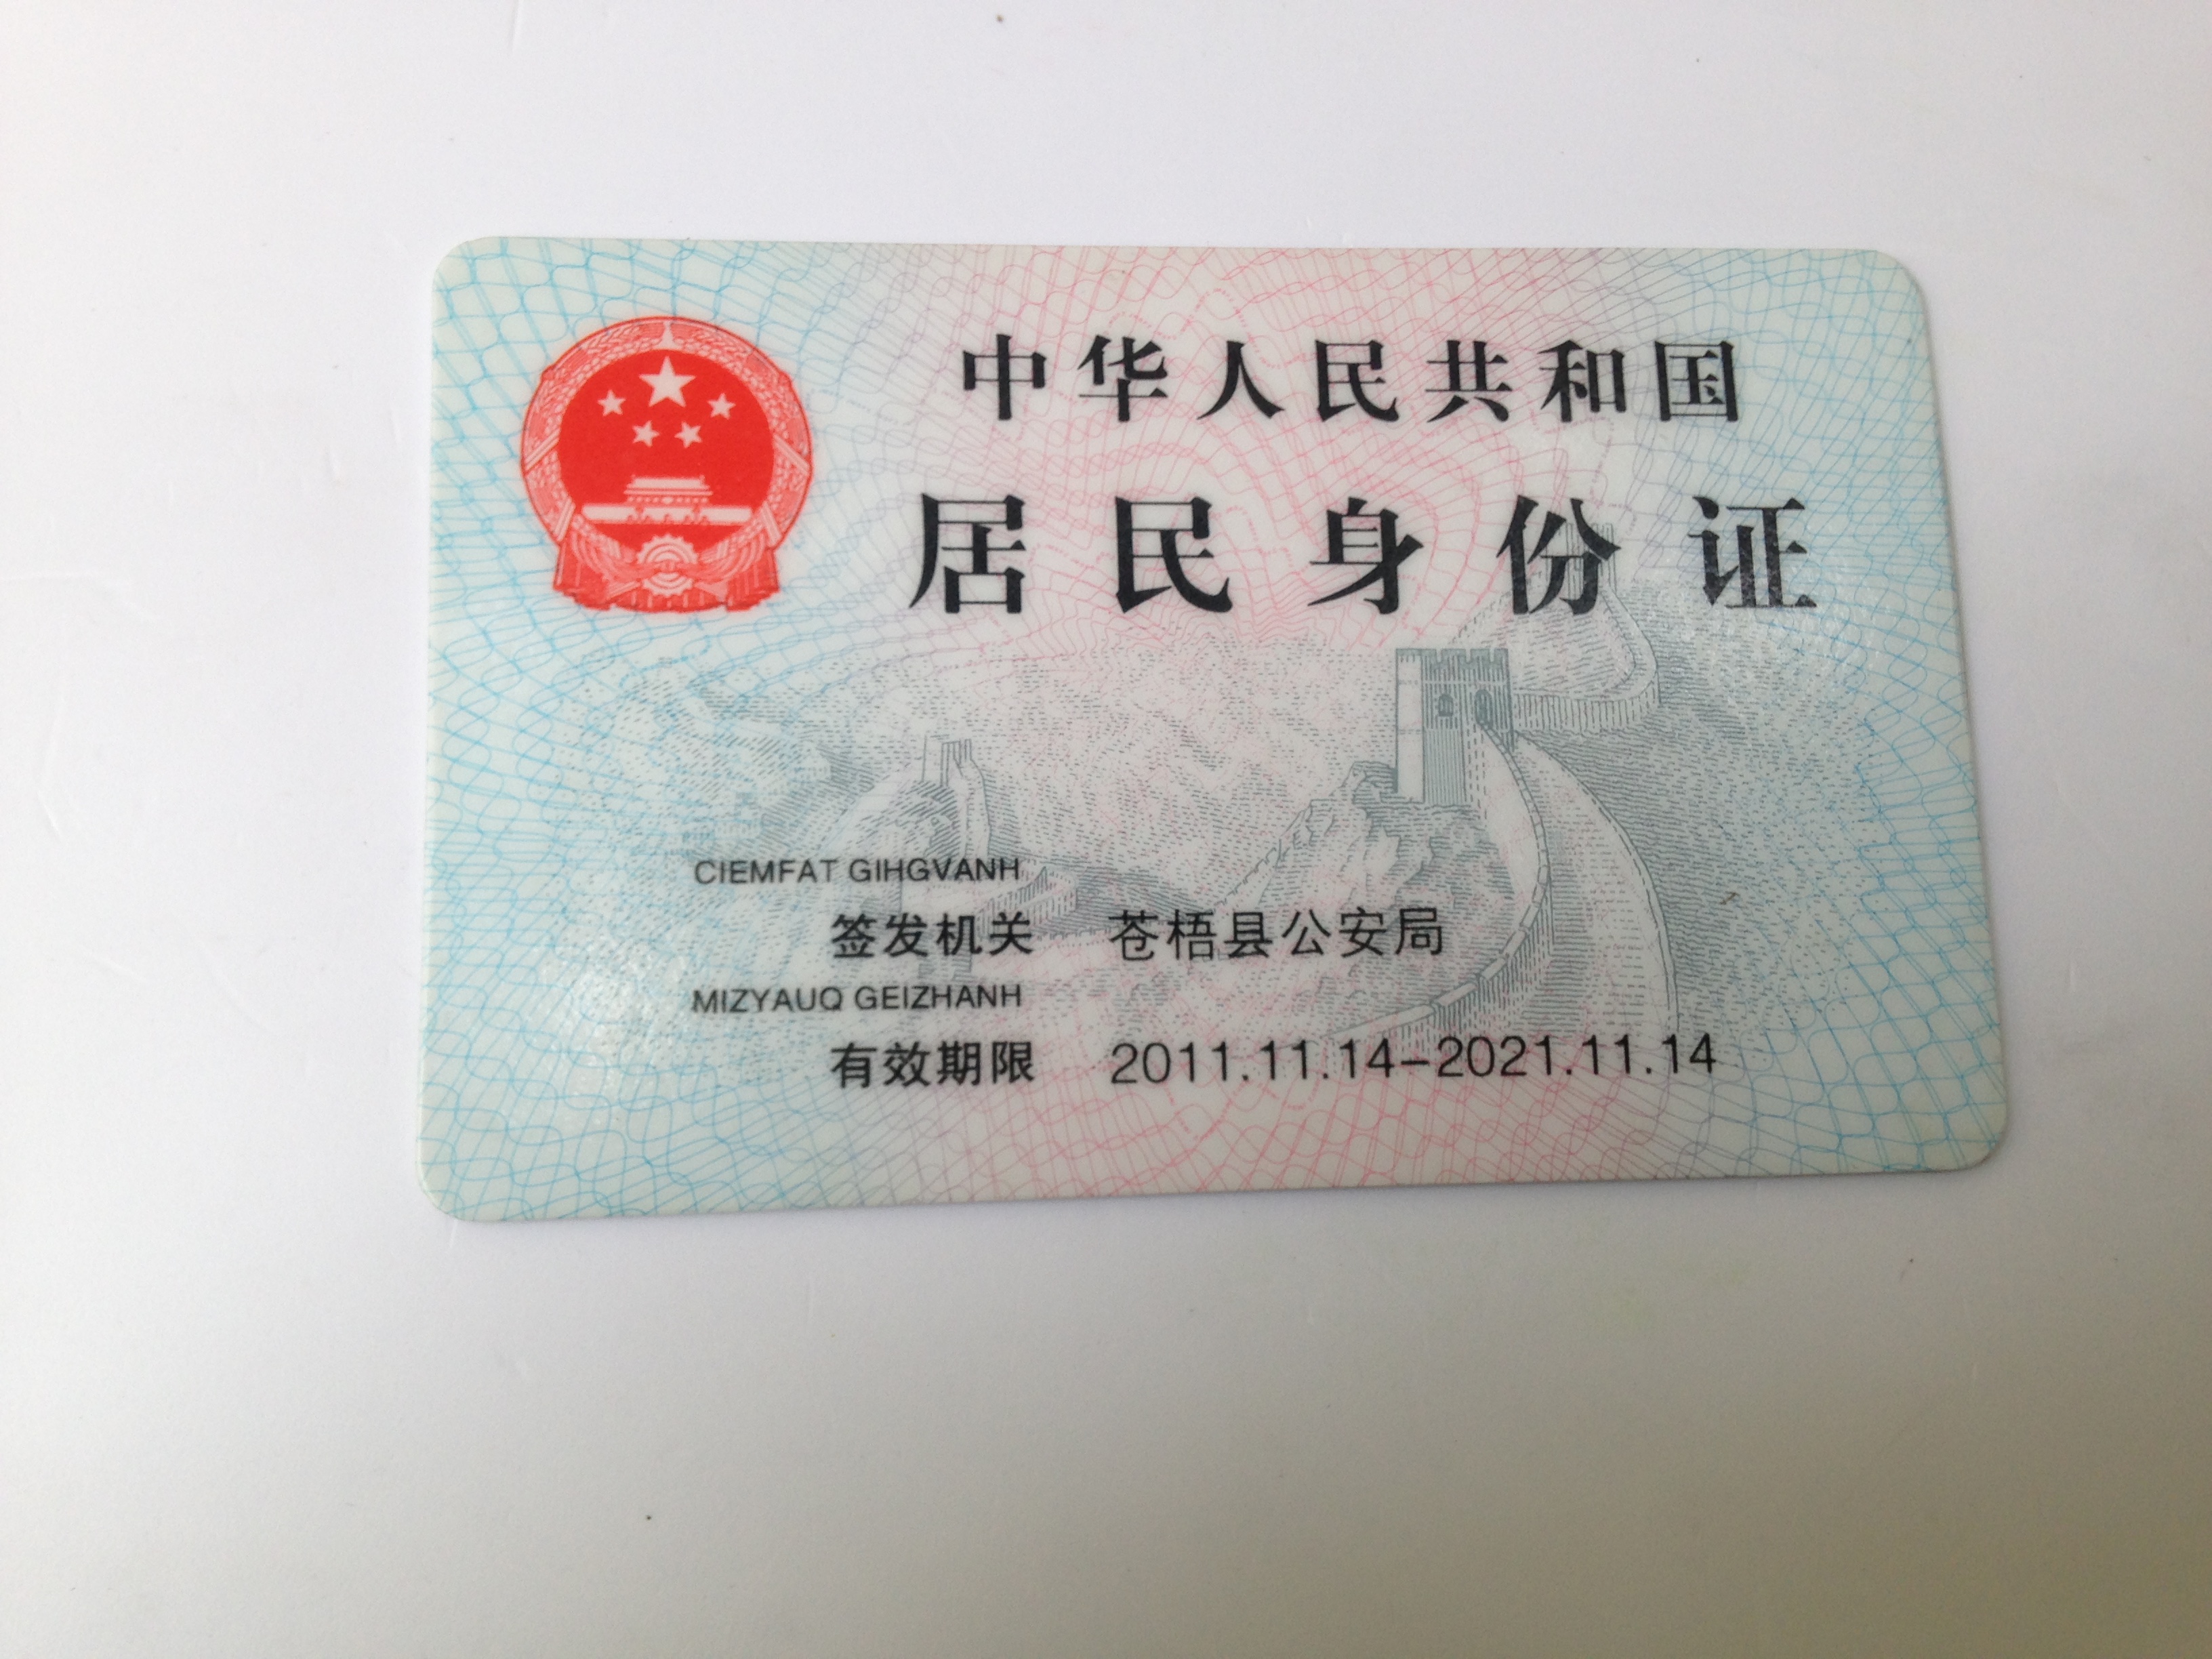 中华人民共和国
居民身份证
CIEMFAT GIHGVANH
签发机关 苍梧县公安局
MIZYAUQ GEIZHANH
有效期限 2011.11.14-2021.11.14